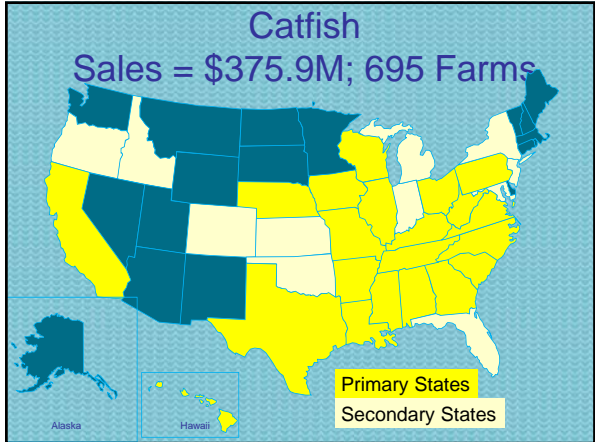 Catfish
Sales = $375.9M; 695 Farms
Primary States
Secondary States
Alaska
Hawaii